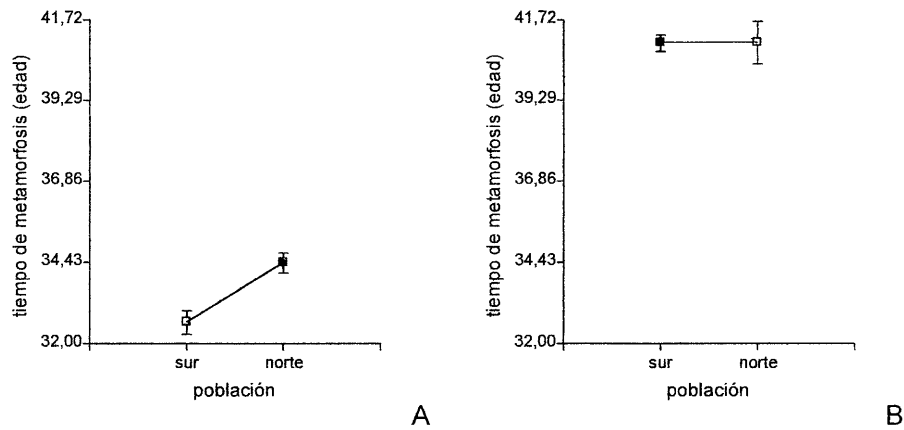 tiempo de metamorfosis (edad)
41,72
39,29
36,86
34,43
32,00
sur
norte
población
A
tiempo de metamorfosis (edad)
41,72
39,29
36,86
34,43
32,00
sur
norte
población
B